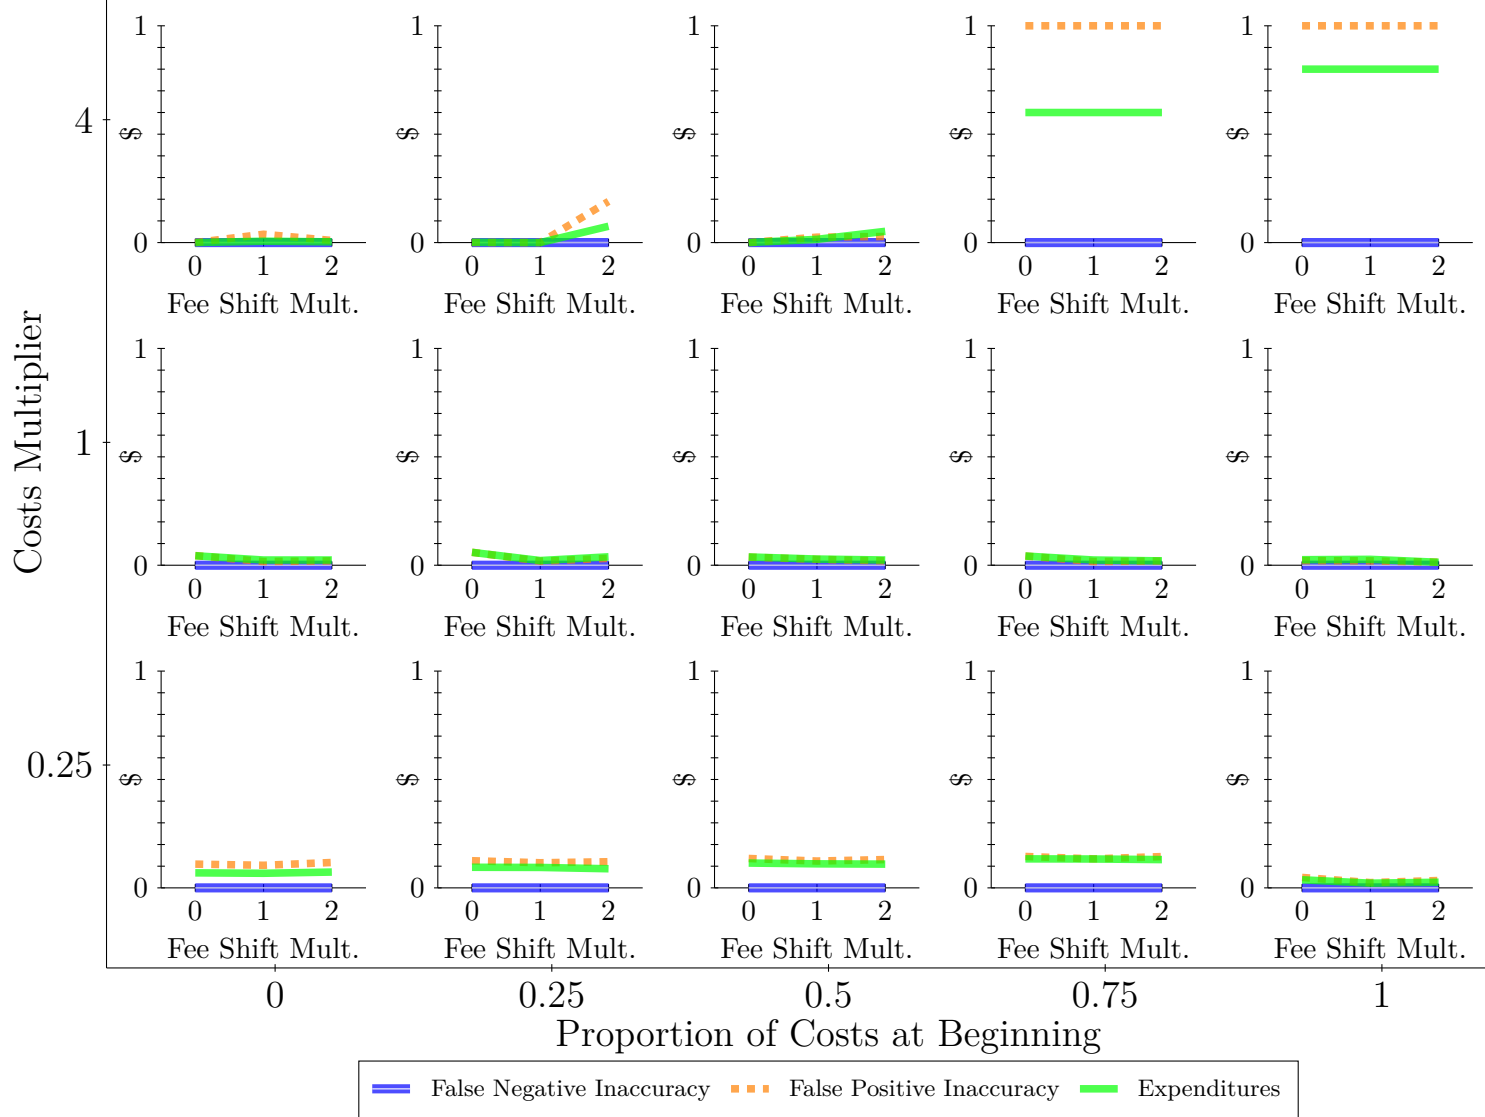 1 1 1 1 1
4 $ $ $ $ $
0 0 0 0 0
0 1 2 0 1 2 0 1 2 0 1 2 0 1 2
Fee Shift Mult. Fee Shift Mult. Fee Shift Mult. Fee Shift Mult. Fee Shift Mult.
Costs Multiplier
1 1 1 1 1
1 $ $ $ $ $
0 0 0 0 0
0 1 2 0 1 2 0 1 2 0 1 2 0 1 2
Fee Shift Mult. Fee Shift Mult. Fee Shift Mult. Fee Shift Mult. Fee Shift Mult.
1 1 1 1 1
0.25 $ $ $ $ $
0 0 0 0 0
0 1 2 0 1 2 0 1 2 0 1 2 0 1 2
Fee Shift Mult. Fee Shift Mult. Fee Shift Mult. Fee Shift Mult. Fee Shift Mult.
0 0.25 0.5 0.75 1
Proportion of Costs at Beginning
False Negative Inaccuracy False Positive Inaccuracy Expenditures